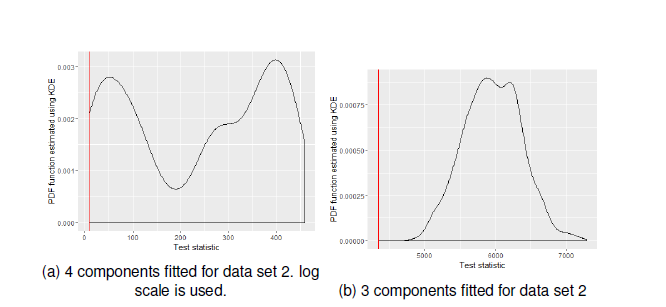 PDF function estimated using KDE
0.003
0.002
0.001
0.000
0
100
200
300
400
Test statistic
(a) 4 components fitted for data set 2. log
scale is used.
PDF function estimated using KDE
0.00075
0.00050
0.00025
0.00000
5000
6000
7000
Test statistic
(b) 3 components fitted for data set 2